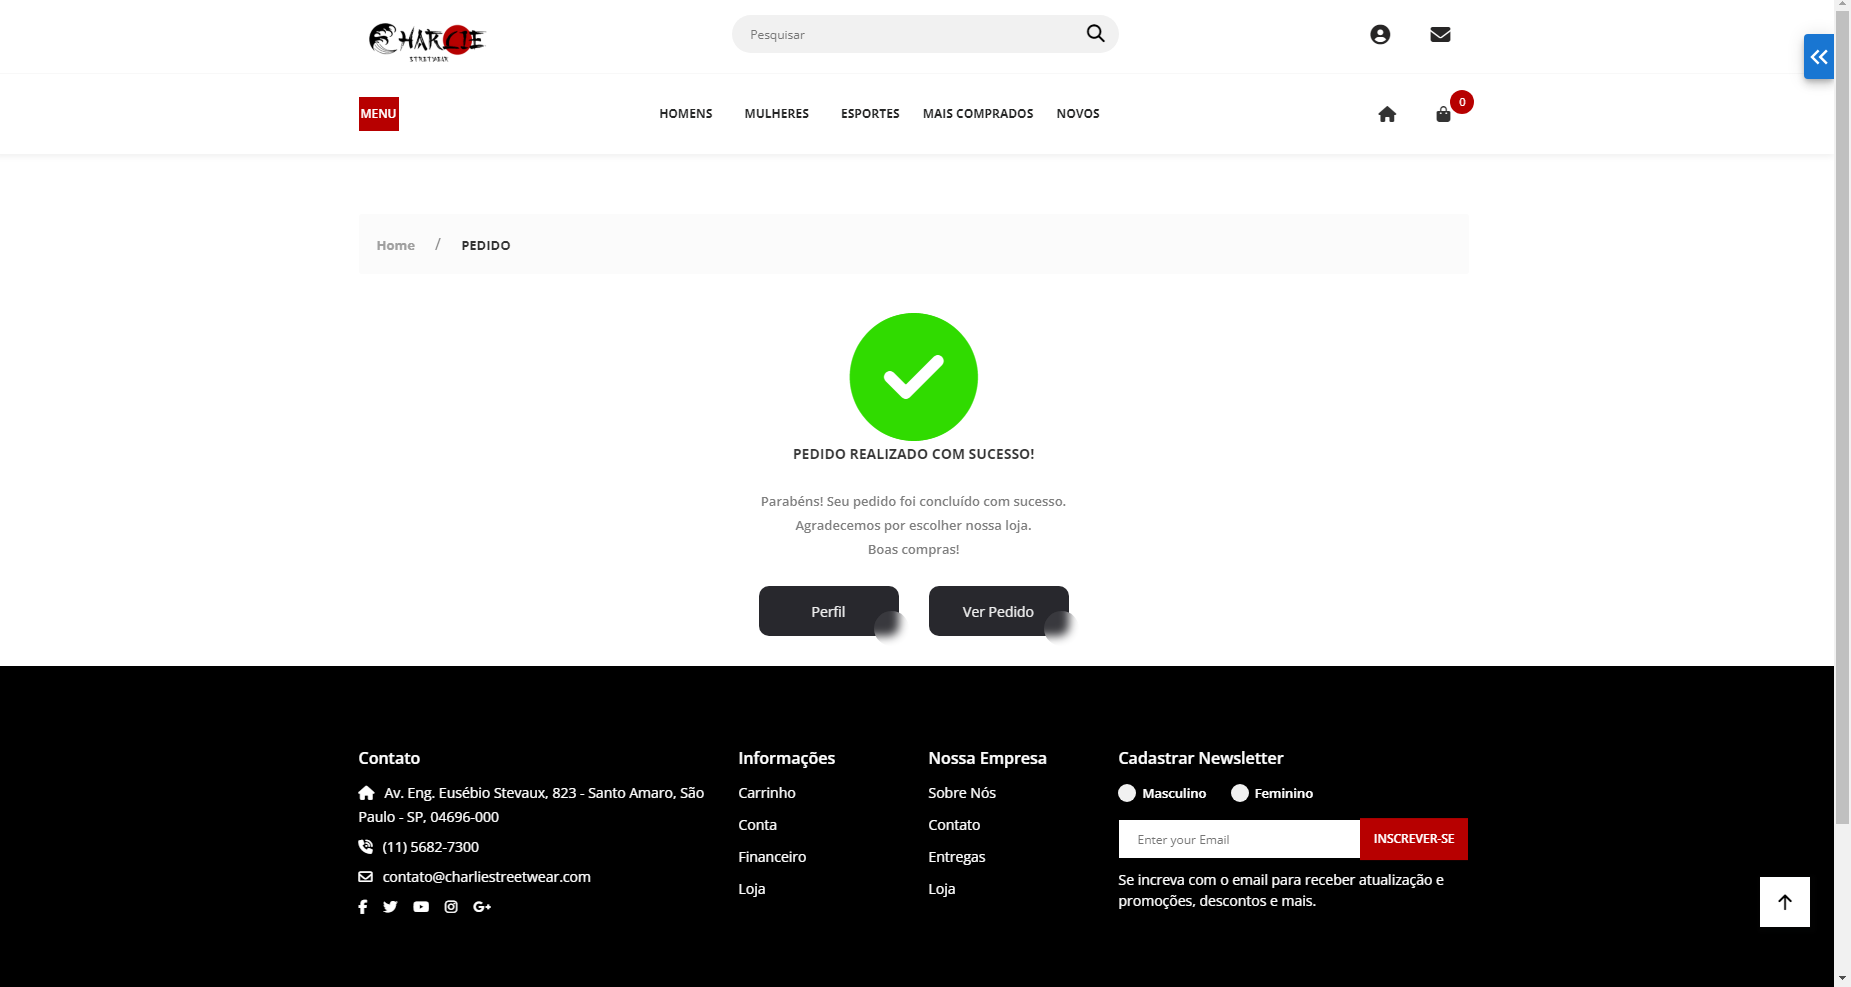 CHARLIE
STREETWEAR
Pesquisar
MENU
HOMENS MULHERES ESPORTES MAIS COMPRADOS NOVOS
0
Home / PEDIDO
PEDIDO REALIZADO COM SUCESSO!
Parabéns! Seu pedido foi concluído com sucesso.
Agradecemos por escolher nossa loja.
Boas compras!
Perfil
Ver Pedido
Contato
Av. Eng. Eusébio Stevaux, 823 - Santo Amaro, São
Paulo - SP, 04696-000
(11) 5682-7300
contato@charliestreetwear.com
Informações
Carrinho
Conta
Financeiro
Loja
Nossa Empresa
Sobre Nós
Contato
Entregas
Loja
Cadastrar Newsletter
Masculino Feminino
Enter your Email INSCREVER-SE
Se increva com o email para receber atualização e
promoções, descontos e mais.